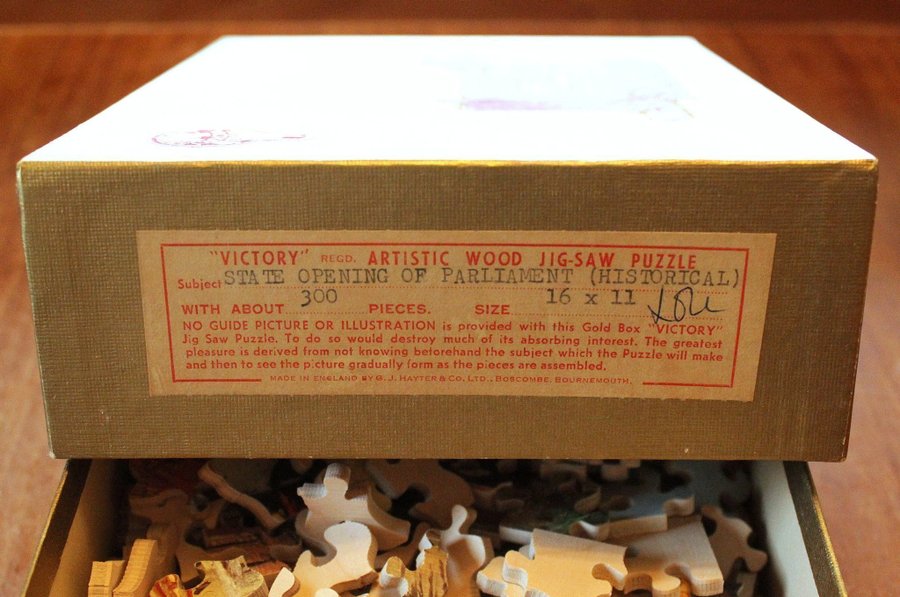 "VICTORY" REGD. ARTISTIC WOOD JIG-SAW PUZZLE
Subject STATE OPENING OF PARLIAMENT (HISTORICAL)
WITH ABOUT 300 PIECES. SIZE 16 x 11
NO GUIDE PICTURE OR ILLUSTRATION is provided with this Gold Box "VICTORY"
Jig Saw Puzzle. To do so would destroy much of its absorbing interest. The greatest
pleasure is derived from not knowing beforehand the subject which the Puzzle will make
and then to see the picture gradually form as the pieces are assembled.
MADE IN ENGLAND BY G. J. HAYTER & CO. LTD., BOSCOMBE, BOURNEMOUTH.